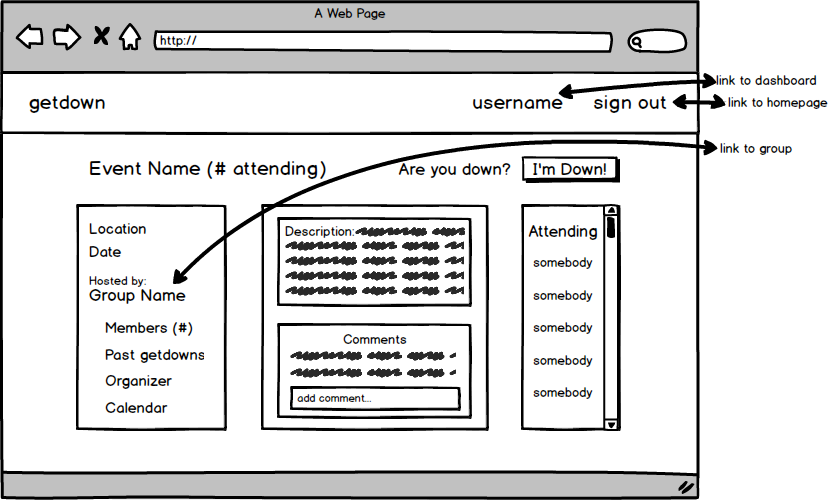 A Web Page
http://
link to dashboard
getdown
username
sign out
link to homepage
link to group
Event Name (# attending)
Are you down?
I'm Down!
Location
Date
Hosted by:
Group Name
Members (#)
Past getdowns
Organizer
Calendar
Description:
Comments
add comment...
Attending
somebody
somebody
somebody
somebody
somebody